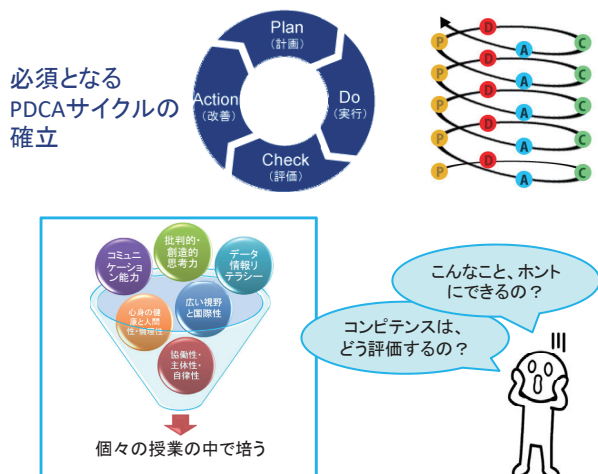 必須となる
PDCAサイクルの
確立
Plan
(計画)
Do
(実行)
Check
(評価)
Action
(改善)
D
P
A
C
D
P
A
C
D
P
A
C
D
P
A
C
D
P
A
C
コミュニ
ケーショ
ン能力
批判的・
創造的
思考力
データ
情報リ
テラシー
心身の健
康と人間
性・倫理性
広い視野
と国際性
協働性・
主体性・
自律性
個々の授業の中で培う
こんなこと、ホント
にできるの？
コンピテンスは、
どう評価するの？